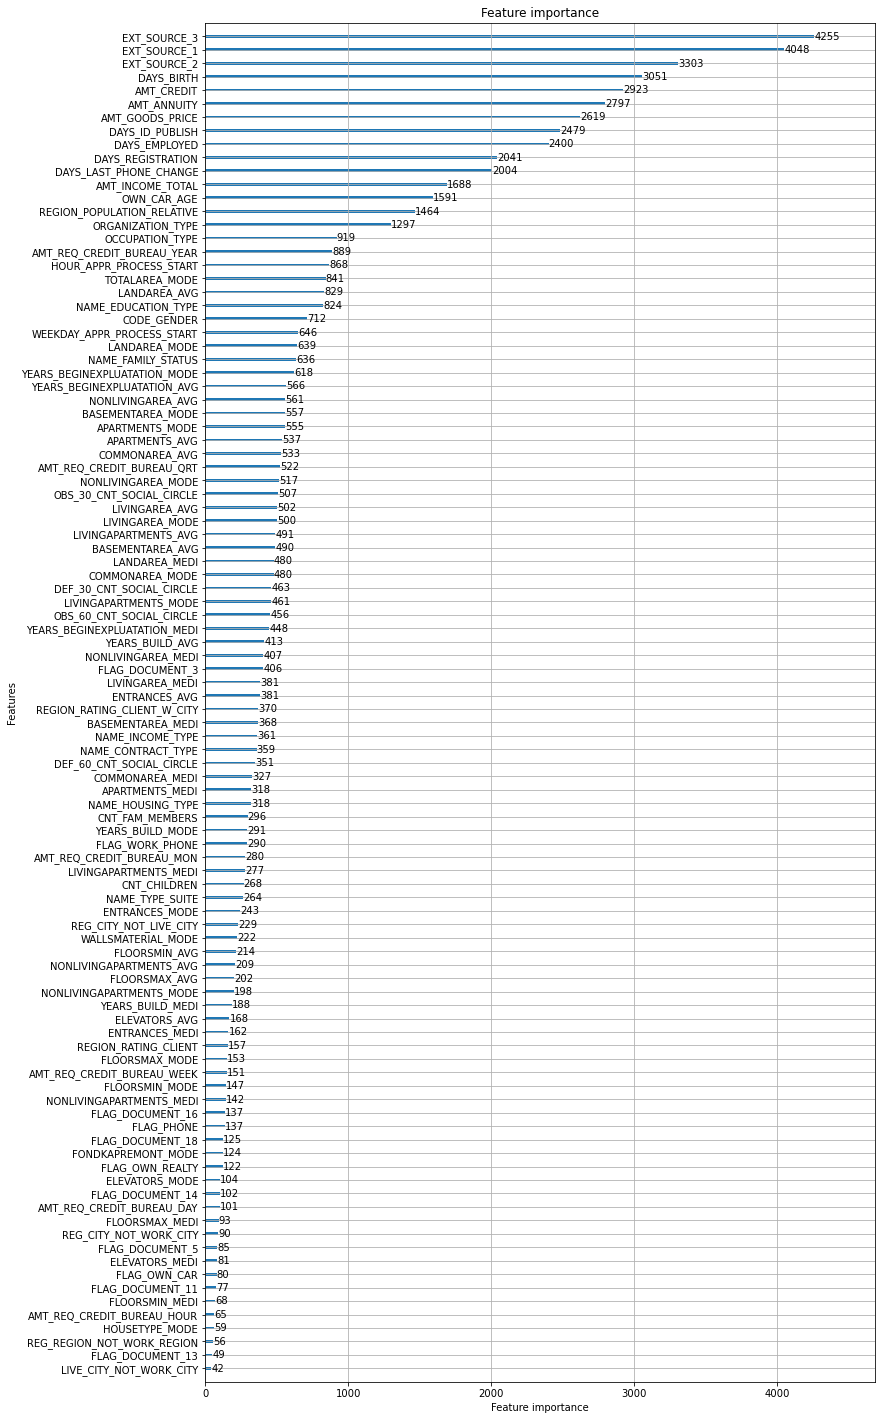 Feature importance
EXT_SOURCE_3 4255
EXT_SOURCE_1 4048
EXT_SOURCE_2 3303
DAYS_BIRTH 3051
AMT_CREDIT 2923
AMT_ANNUITY 2797
AMT_GOODS_PRICE 2619
DAYS_ID_PUBLISH 2479
DAYS_EMPLOYED 2400
DAYS_REGISTRATION 2041
DAYS_LAST_PHONE_CHANGE 2004
AMT_INCOME_TOTAL 1688
OWN_CAR_AGE 1591
REGION_POPULATION_RELATIVE 1464
ORGANIZATION_TYPE 1297
OCCUPATION_TYPE 919
AMT_REQ_CREDIT_BUREAU_YEAR 889
HOUR_APPR_PROCESS_START 868
TOTALAREA_MODE 841
LANDAREA_AVG 829
NAME_EDUCATION_TYPE 824
CODE_GENDER 712
WEEKDAY_APPR_PROCESS_START 646
LANDAREA_MODE 639
NAME_FAMILY_STATUS 636
YEARS_BEGINEXPLUATATION_MODE 618
YEARS_BEGINEXPLUATATION_AVG 566
NONLIVINGAREA_AVG 561
BASEMENTAREA_MODE 557
APARTMENTS_MODE 555
APARTMENTS_AVG 537
COMMONAREA_AVG 533
AMT_REQ_CREDIT_BUREAU_QRT 522
NONLIVINGAREA_MODE 517
OBS_30_CNT_SOCIAL_CIRCLE 507
LIVINGAREA_AVG 502
LIVINGAREA_MODE 500
LIVINGAPARTMENTS_AVG 491
BASEMENTAREA_AVG 490
LANDAREA_MEDI 480
COMMONAREA_MODE 480
DEF_30_CNT_SOCIAL_CIRCLE 463
LIVINGAPARTMENTS_MODE 461
OBS_60_CNT_SOCIAL_CIRCLE 456
YEARS_BEGINEXPLUATATION_MEDI 448
YEARS_BUILD_AVG 413
NONLIVINGAREA_MEDI 407
FLAG_DOCUMENT_3 406
LIVINGAREA_MEDI 381
ENTRANCES_AVG 381
REGION_RATING_CLIENT_W_CITY 370
BASEMENTAREA_MEDI 368
NAME_INCOME_TYPE 361
NAME_CONTRACT_TYPE 359
DEF_60_CNT_SOCIAL_CIRCLE 351
COMMONAREA_MEDI 327
APARTMENTS_MEDI 318
NAME_HOUSING_TYPE 318
CNT_FAM_MEMBERS 296
YEARS_BUILD_MODE 291
FLAG_WORK_PHONE 290
AMT_REQ_CREDIT_BUREAU_MON 280
LIVINGAPARTMENTS_MEDI 277
CNT_CHILDREN 268
NAME_TYPE_SUITE 264
ENTRANCES_MODE 243
REG_CITY_NOT_LIVE_CITY 229
WALLSMATERIAL_MODE 222
FLOORSMIN_AVG 214
NONLIVINGAPARTMENTS_AVG 209
FLOORSMAX_AVG 202
NONLIVINGAPARTMENTS_MODE 198
YEARS_BUILD_MEDI 188
ELEVATORS_AVG 168
ENTRANCES_MEDI 162
REGION_RATING_CLIENT 157
FLOORSMAX_MODE 153
AMT_REQ_CREDIT_BUREAU_WEEK 151
FLOORSMIN_MODE 147
NONLIVINGAPARTMENTS_MEDI 142
FLAG_DOCUMENT_16 137
FLAG_PHONE 137
FLAG_DOCUMENT_18 125
FONDKAPREMONT_MODE 124
FLAG_OWN_REALTY 122
ELEVATORS_MODE 104
FLAG_DOCUMENT_14 102
AMT_REQ_CREDIT_BUREAU_DAY 101
FLOORSMAX_MEDI 93
REG_CITY_NOT_WORK_CITY 90
FLAG_DOCUMENT_5 85
ELEVATORS_MEDI 81
FLAG_OWN_CAR 80
FLAG_DOCUMENT_11 77
FLOORSMIN_MEDI 68
AMT_REQ_CREDIT_BUREAU_HOUR 65
HOUSETYPE_MODE 59
REG_REGION_NOT_WORK_REGION 56
FLAG_DOCUMENT_13 49
LIVE_CITY_NOT_WORK_CITY 42
Features
0 1000 2000 3000 4000
Feature importance